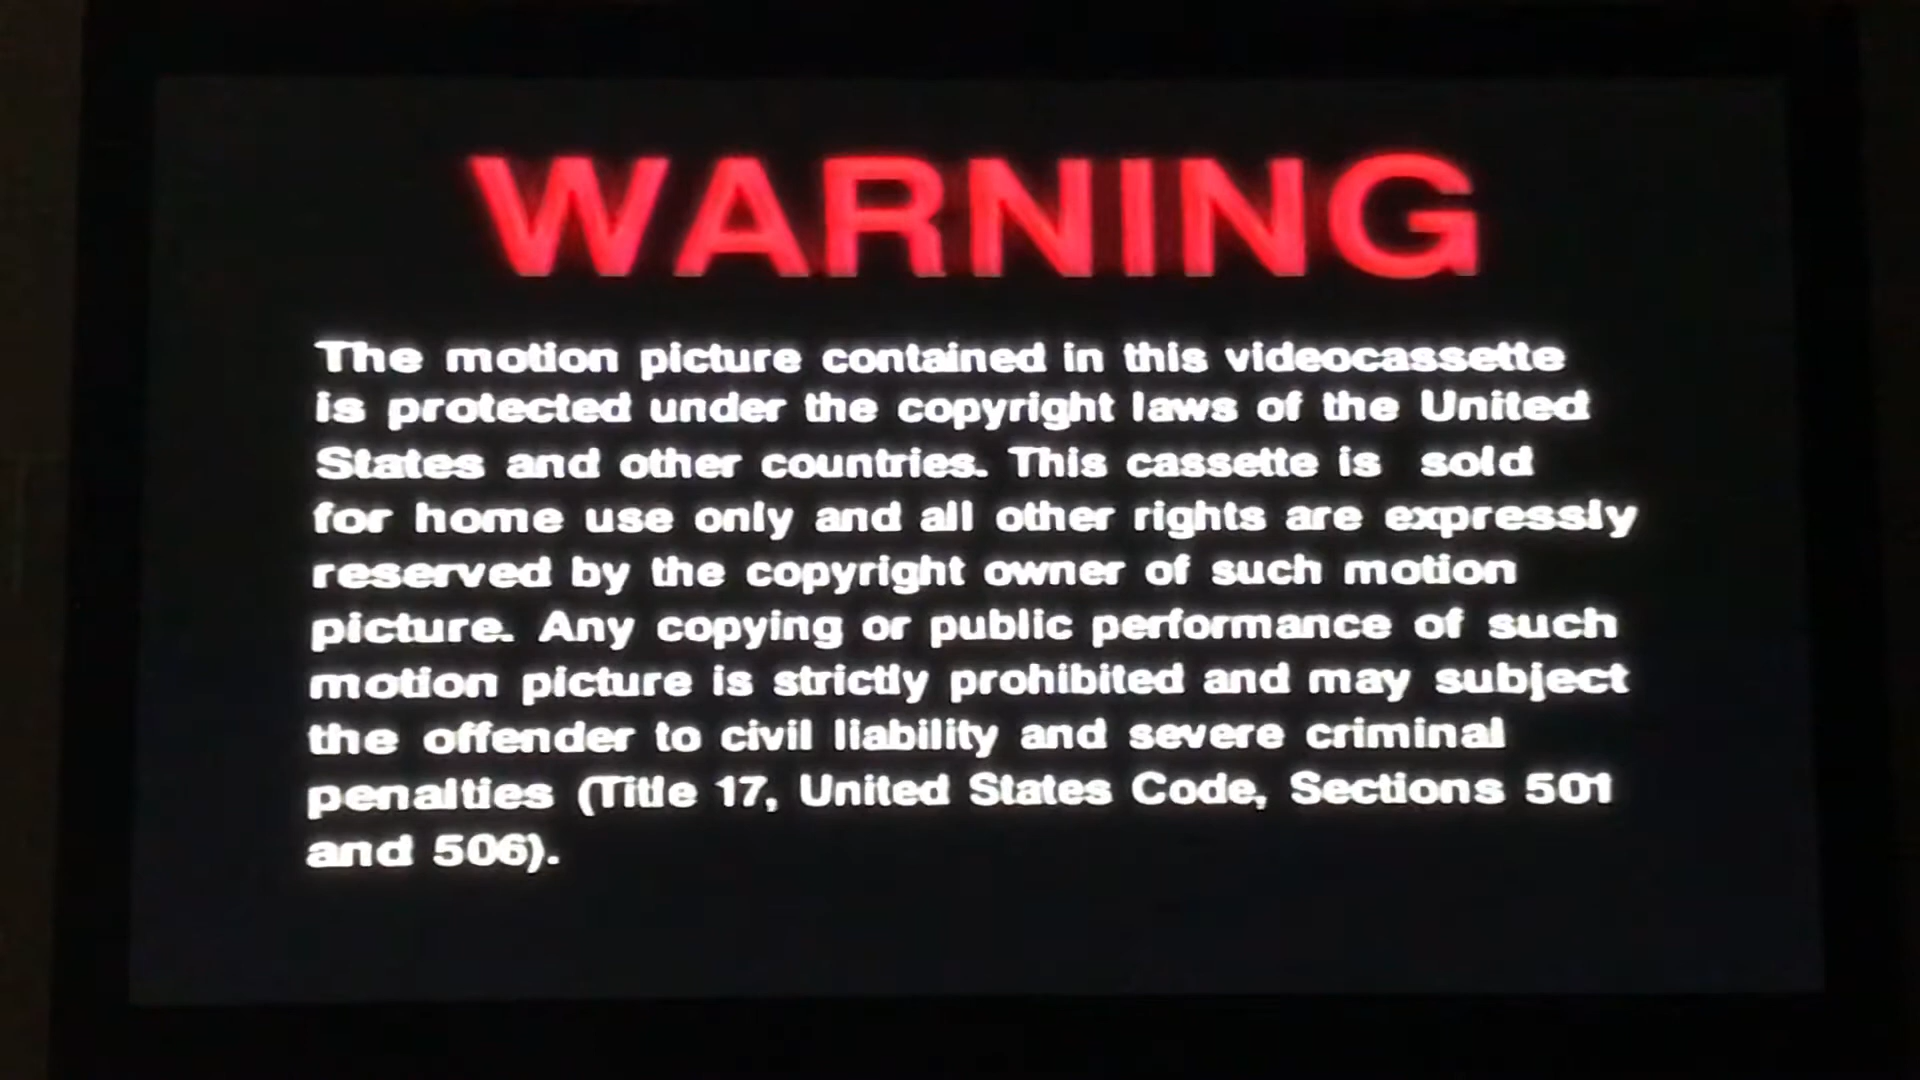 WARNING
The motion picture contained in this videocassette
is protected under the copyright laws of the United
States and other countries. This cassette is sold
for home use only and all other rights are expressly
reserved by the copyright owner of such motion
picture. Any copying or public performance of such
motion picture is strictly prohibited and may subject
the offender to civil liability and severe criminal
penalties (Title 17, United States Code, Sections 501
and 506).